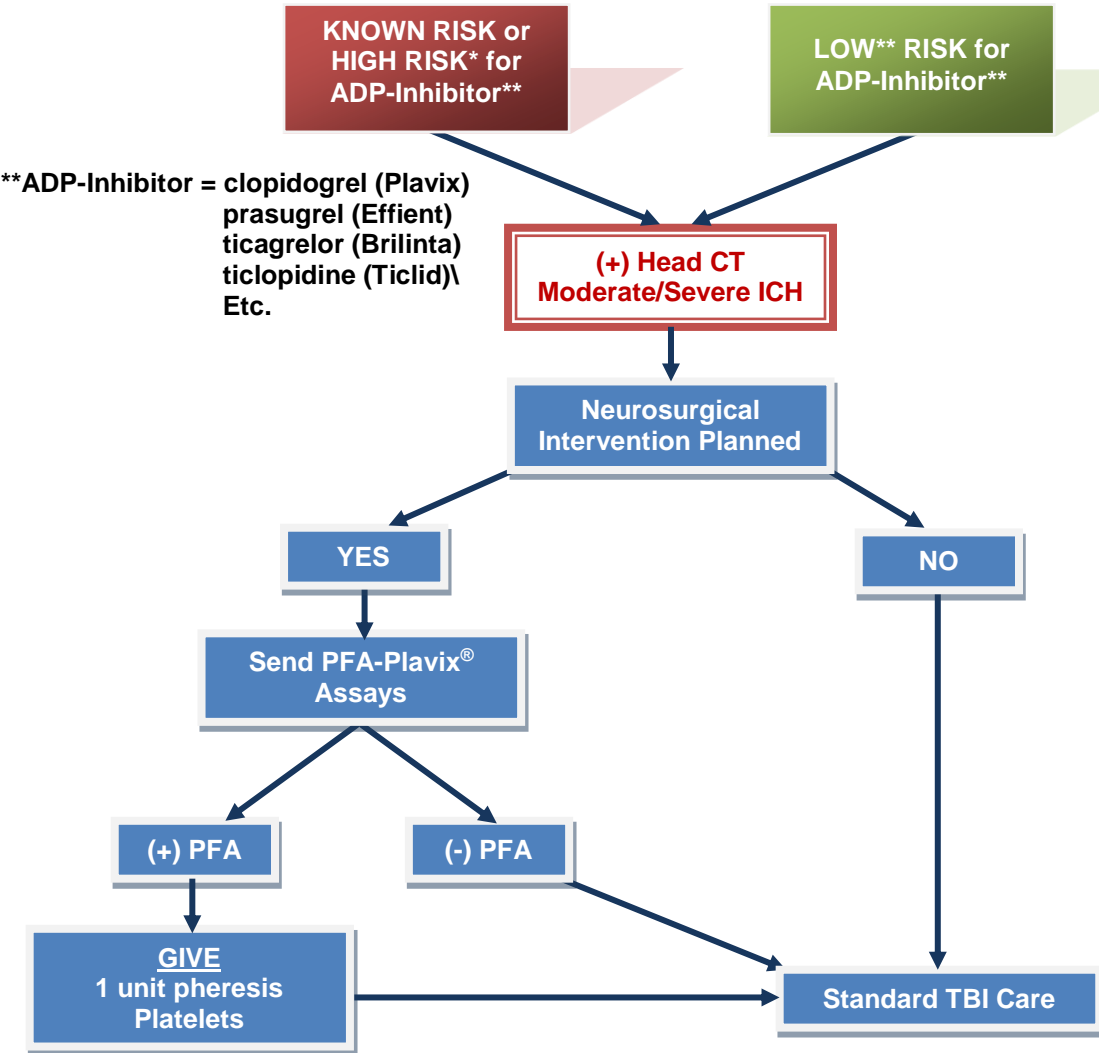 KNOWN RISK or
HIGH RISK* for
ADP-Inhibitor**
LOW** RISK for
ADP-Inhibitor**
**ADP-Inhibitor = clopidogrel (Plavix)
prasugrel (Effient)
ticagrelor (Brilinta)
ticlopidine (Ticlid)\
Etc.
(+) Head CT
Moderate/Severe ICH
Neurosurgical
Intervention Planned
YES
NO
Send PFA-Plavix®
Assays
(+) PFA
(-) PFA
GIVE
1 unit pheresis
Platelets
Standard TBI Care